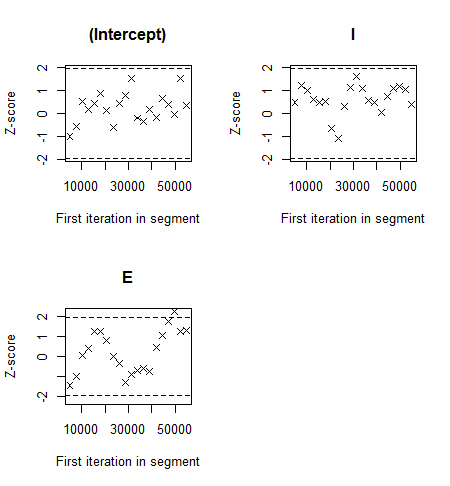 (Intercept)
Z-score
2
1
0
-1
-2
10000 30000 50000
First iteration in segment
I
Z-score
2
1
0
-1
-2
10000 30000 50000
First iteration in segment
E
Z-score
2
1
0
-2
10000 30000 50000
First iteration in segment